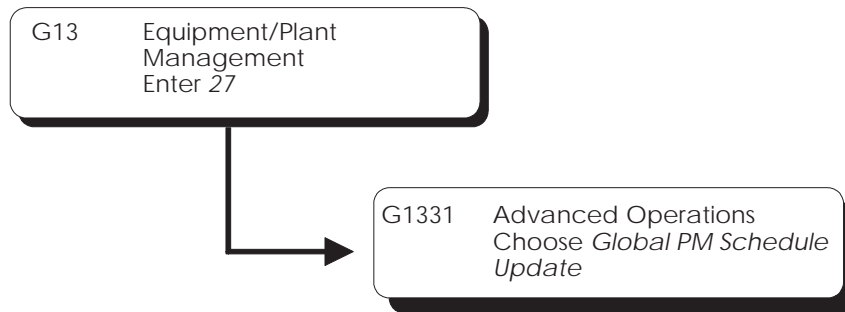 G13 Equipment/Plant
Management
Enter 27
G1331 Advanced Operations
Choose Global PM Schedule
Update